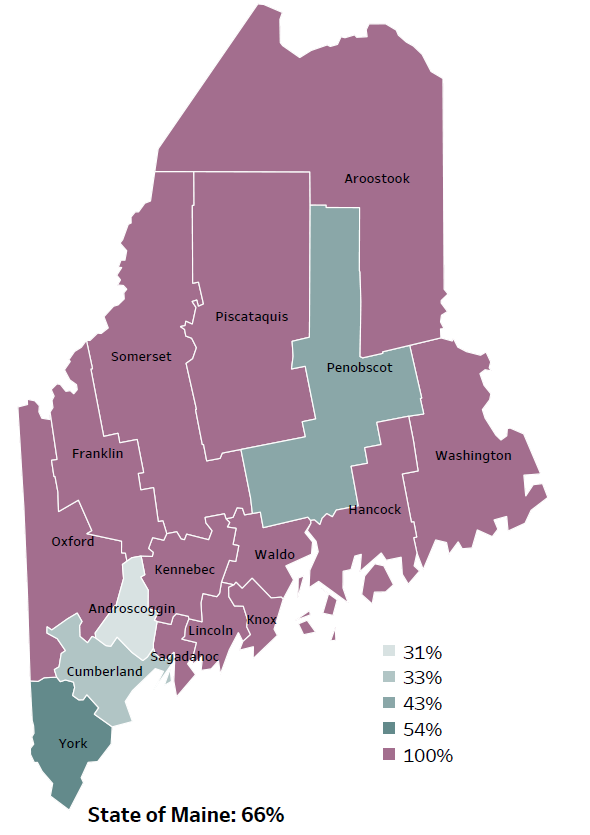 Aroostook
Piscataquis
Somerset
Penobscot
Franklin
Washington
Hancock
Oxford
Waldo
Kennebec
Androscoggin
Knox
Lincoln
Sagadahoc
Cumberland
York
31%
33%
43%
54%
100%
State of Maine: 66%